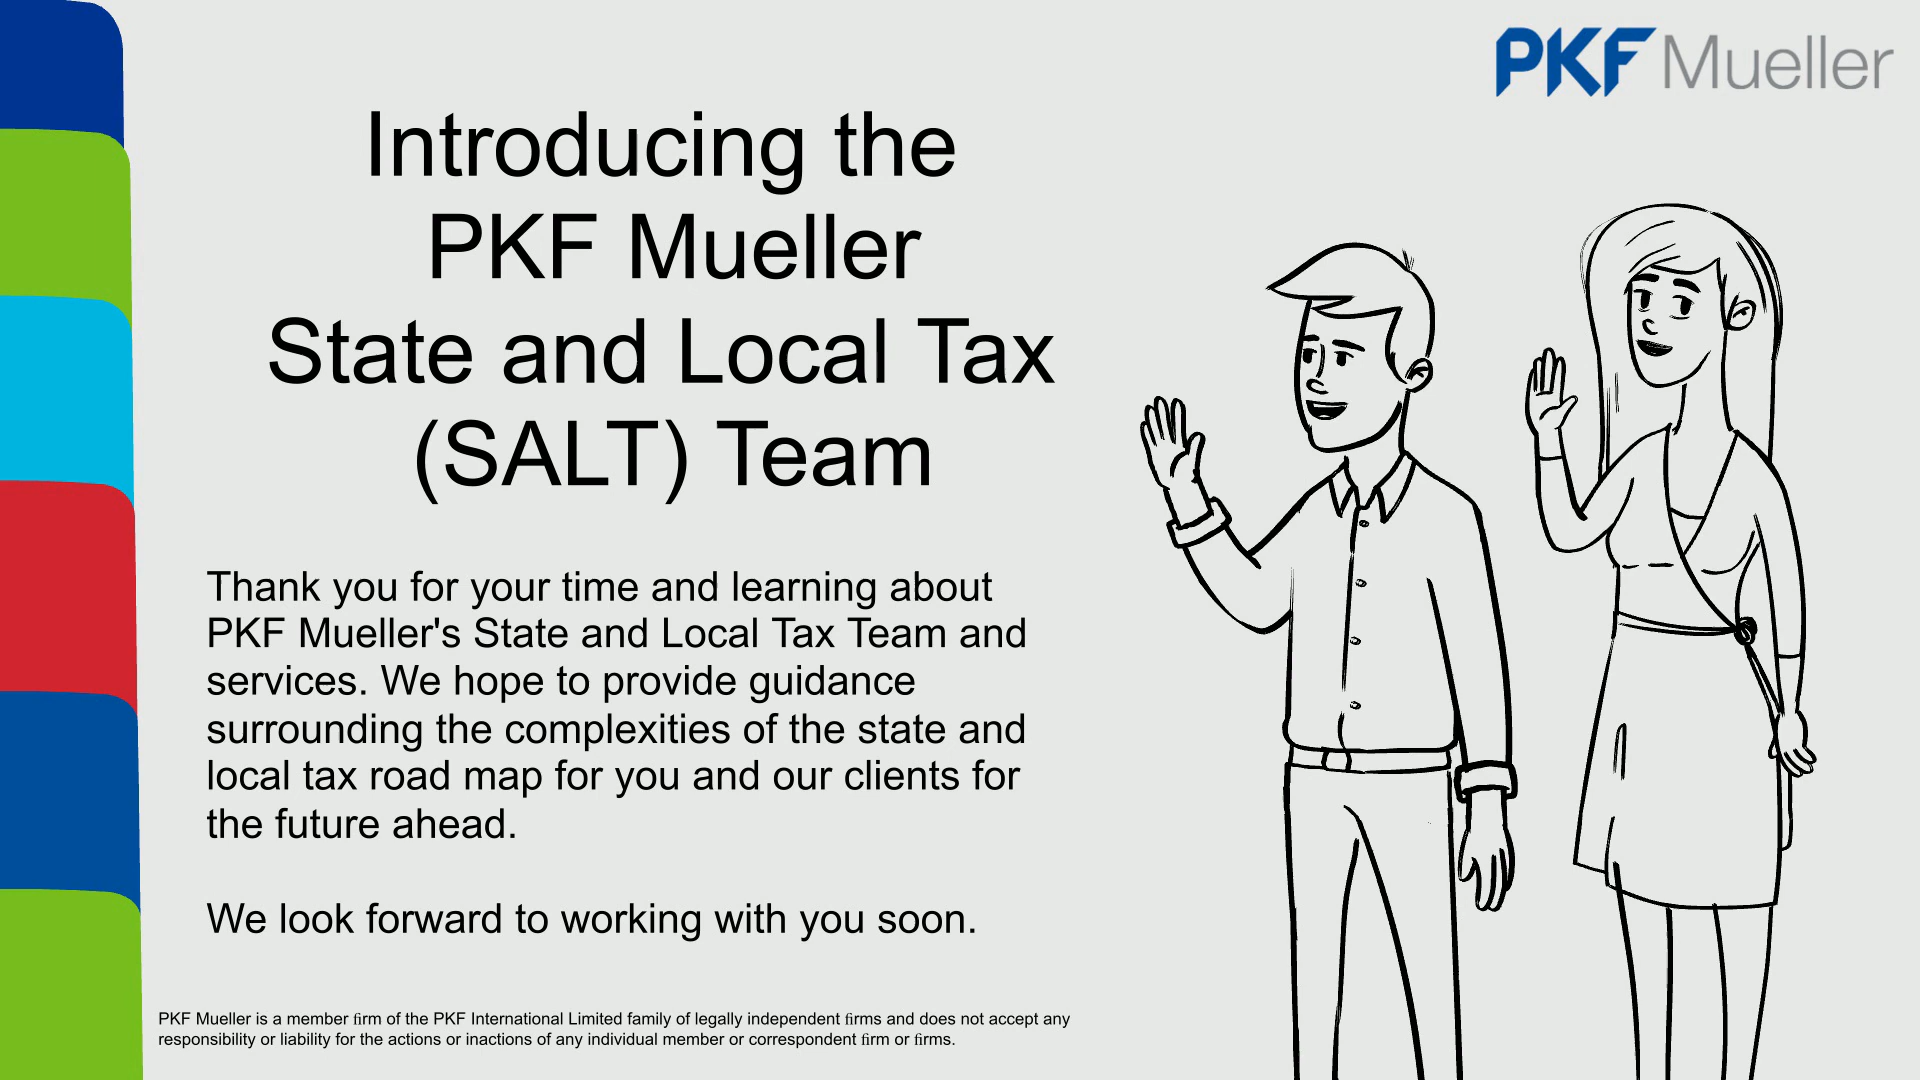 PKF Mueller
Introducing the
PKF Mueller
State and Local Tax
(SALT) Team
Thank you for your time and learning about
PKF Mueller's State and Local Tax Team and
services. We hope to provide guidance
surrounding the complexities of the state and
local tax road map for you and our clients for
the future ahead.
We look forward to working with you soon.
PKF Mueller is a member firm of the PKF International Limited family of legally independent firms and does not accept any
responsibility or liability for the actions or inactions of any individual member or correspondent firm or firms.